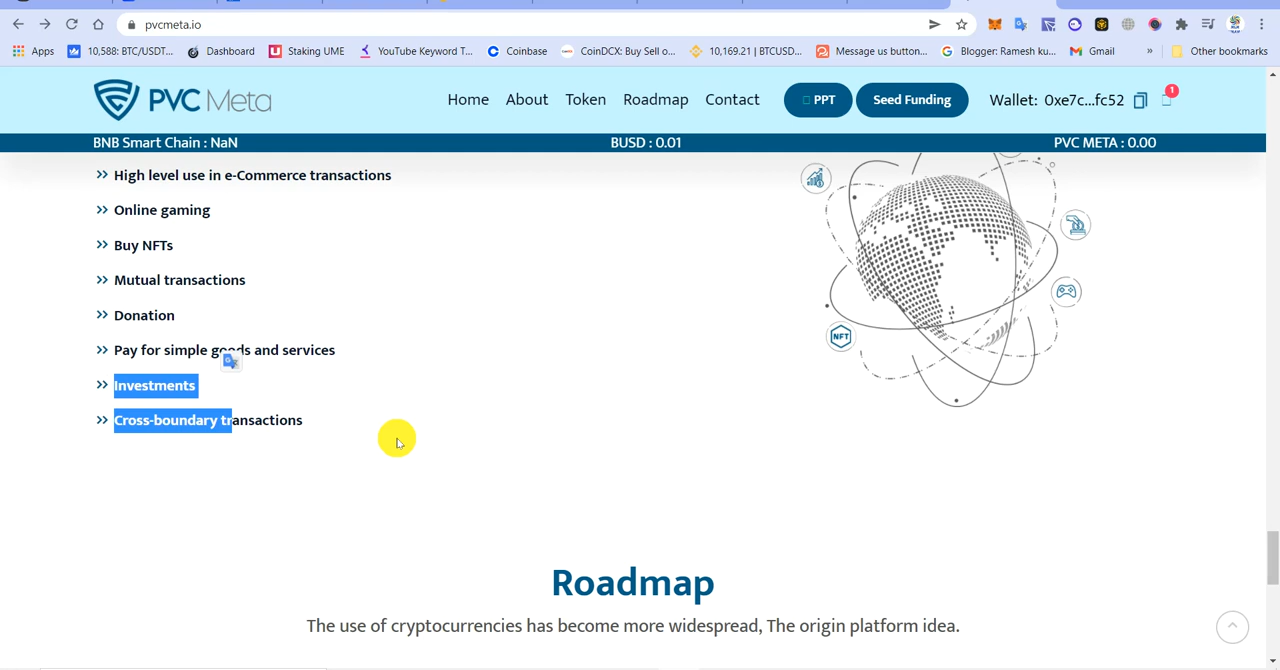 pvcmeta.io
Apps 10,588: BTC/USDT... Dashboard Staking UME YouTube Keyword T... Coinbase CoinDCX: Buy Sell o... 10,169.21 | BTCUSD... Message us button... Blogger: Ramesh ku... Gmail » Other bookmarks
PVC Meta Home About Token Roadmap Contact PPT Seed Funding Wallet: 0xe7c...fc52 1
BNB Smart Chain : NaN BUSD : 0.01 PVC META : 0.00
High level use in e-Commerce transactions
Online gaming
Buy NFTs
Mutual transactions
Donation
Pay for simple goods and services
Investments
Cross-boundary transactions
NFT
Roadmap
The use of cryptocurrencies has become more widespread, The origin platform idea.